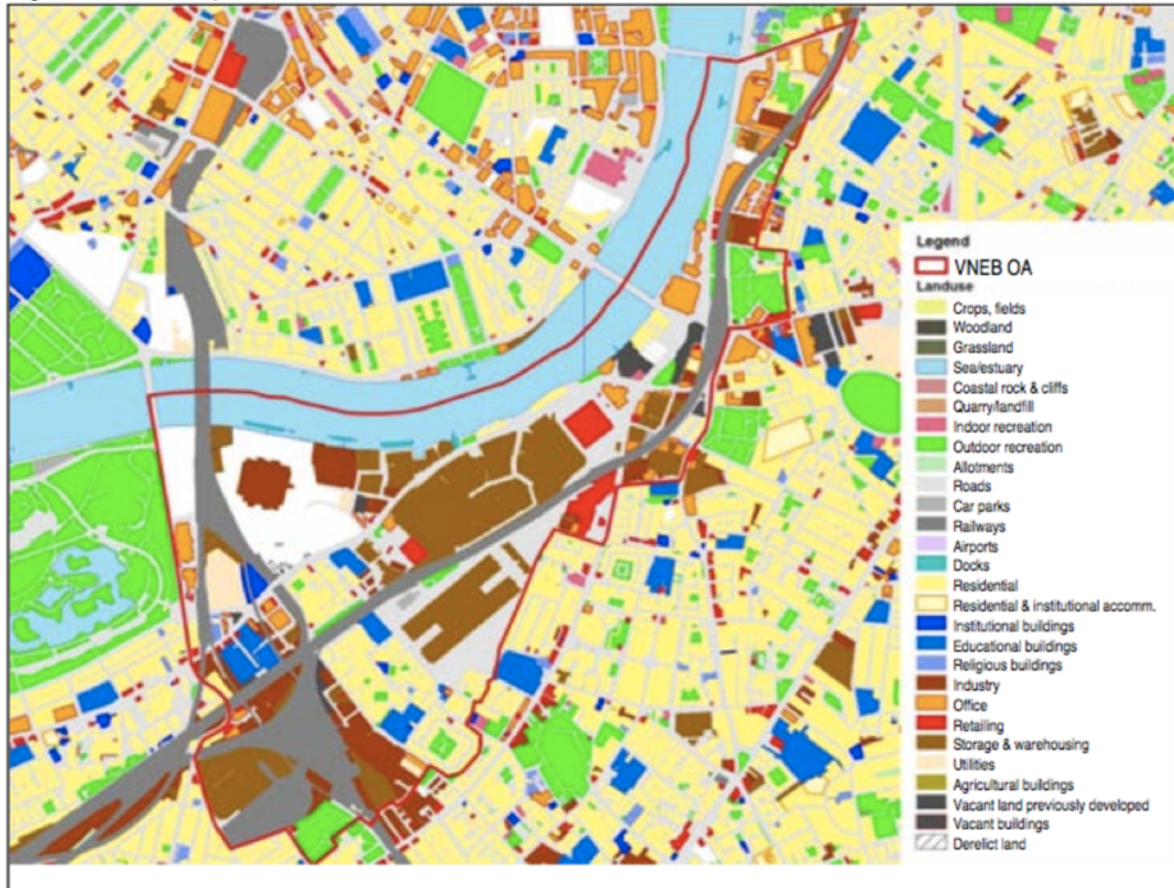 Legend
VNEB OA
Landuse
Crops, fields
Woodland
Grassland
Sea/estuary
Coastal rock & cliffs
Quarry/landfill
Indoor recreation
Outdoor recreation
Allotments
Roads
Car parks
Railways
Airports
Docks
Residential
Residential & institutional accomm.
Institutional buildings
Educational buildings
Religious buildings
Industry
Office
Retailing
Storage & warehousing
Utilities
Agricultural buildings
Vacant land previously developed
Vacant buildings
Derelict land